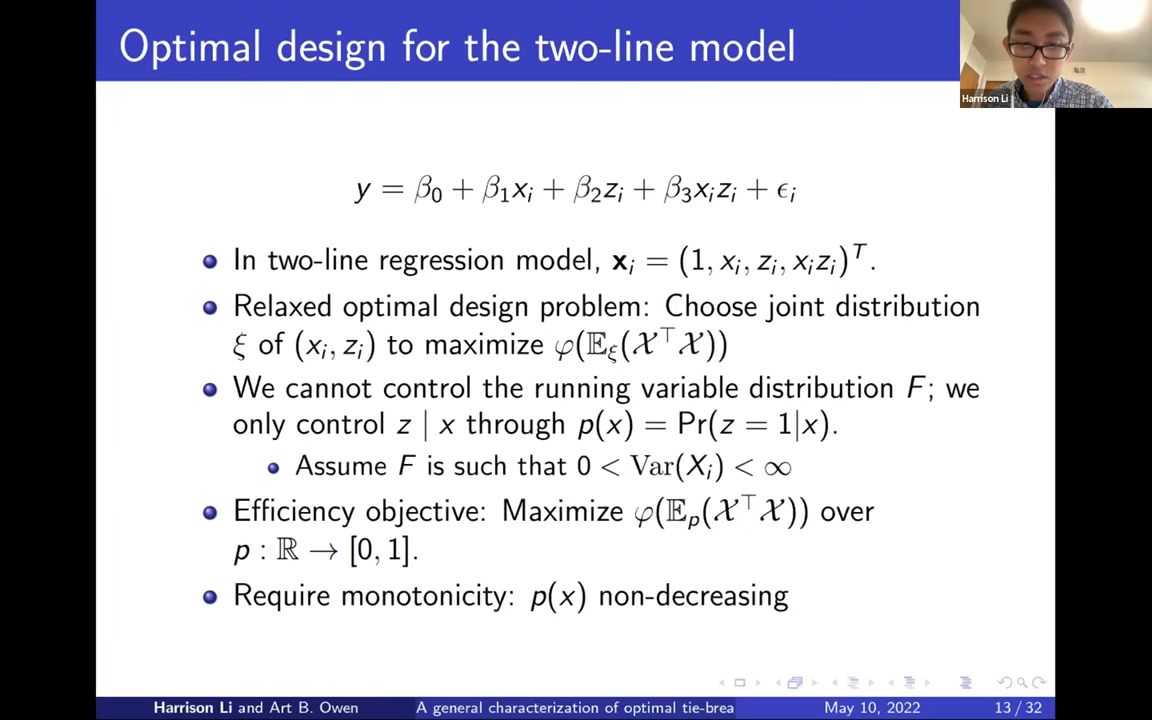 Optimal design for the two-line model
Harrison Li
y = β₀ + β₁xᵢ + β₂zᵢ + β₃xᵢzᵢ + ϵᵢ
In two-line regression model, 𝐱ᵢ = (1, xᵢ, zᵢ, xᵢzᵢ)ᵀ.
Relaxed optimal design problem: Choose joint distribution
ξ of (xᵢ, zᵢ) to maximize φ(𝔼_ξ(𝒳^⊤𝒳))
We cannot control the running variable distribution F; we
only control z | x through p(x) = Pr(z = 1|x).
Assume F is such that 0 < Var(Xᵢ) < ∞
Efficiency objective: Maximize φ(𝔼ₚ(𝒳^⊤𝒳)) over
p : ℝ → [0, 1].
Require monotonicity: p(x) non-decreasing
Harrison Li and Art B. Owen A general characterization of optimal tie-brea May 10, 2022 13 / 32